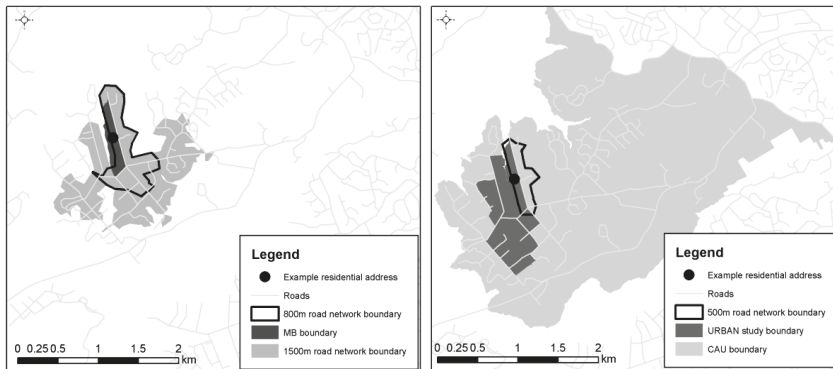 Legend
Example residential address
Roads
800m road network boundary
MB boundary
1500m road network boundary
0 0.25 0.5 1 1.5 2
km
Legend
Example residential address
Roads
500m road network boundary
URBAN study boundary
CAU boundary
0 0.25 0.5 1 1.5 2
km